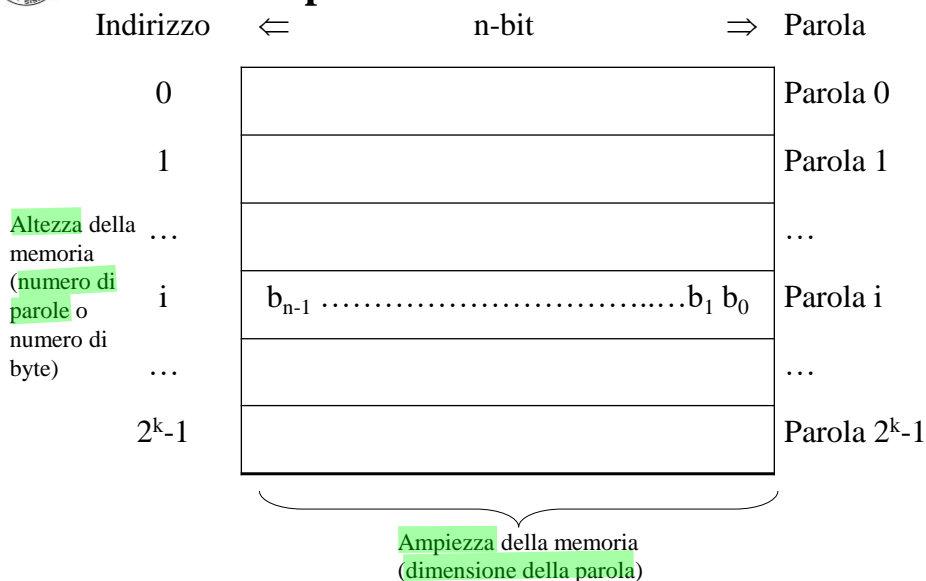 Indirizzo ⇐ n-bit ⇒ Parola
0 Parola 0
1 Parola 1
Altezza della
memoria
(numero di
parole o
numero di
byte)
… …
i b_{n-1} …………………………..…b_1 b_0 Parola i
… …
2^k-1 Parola 2^k-1
Ampiezza della memoria
(dimensione della parola)